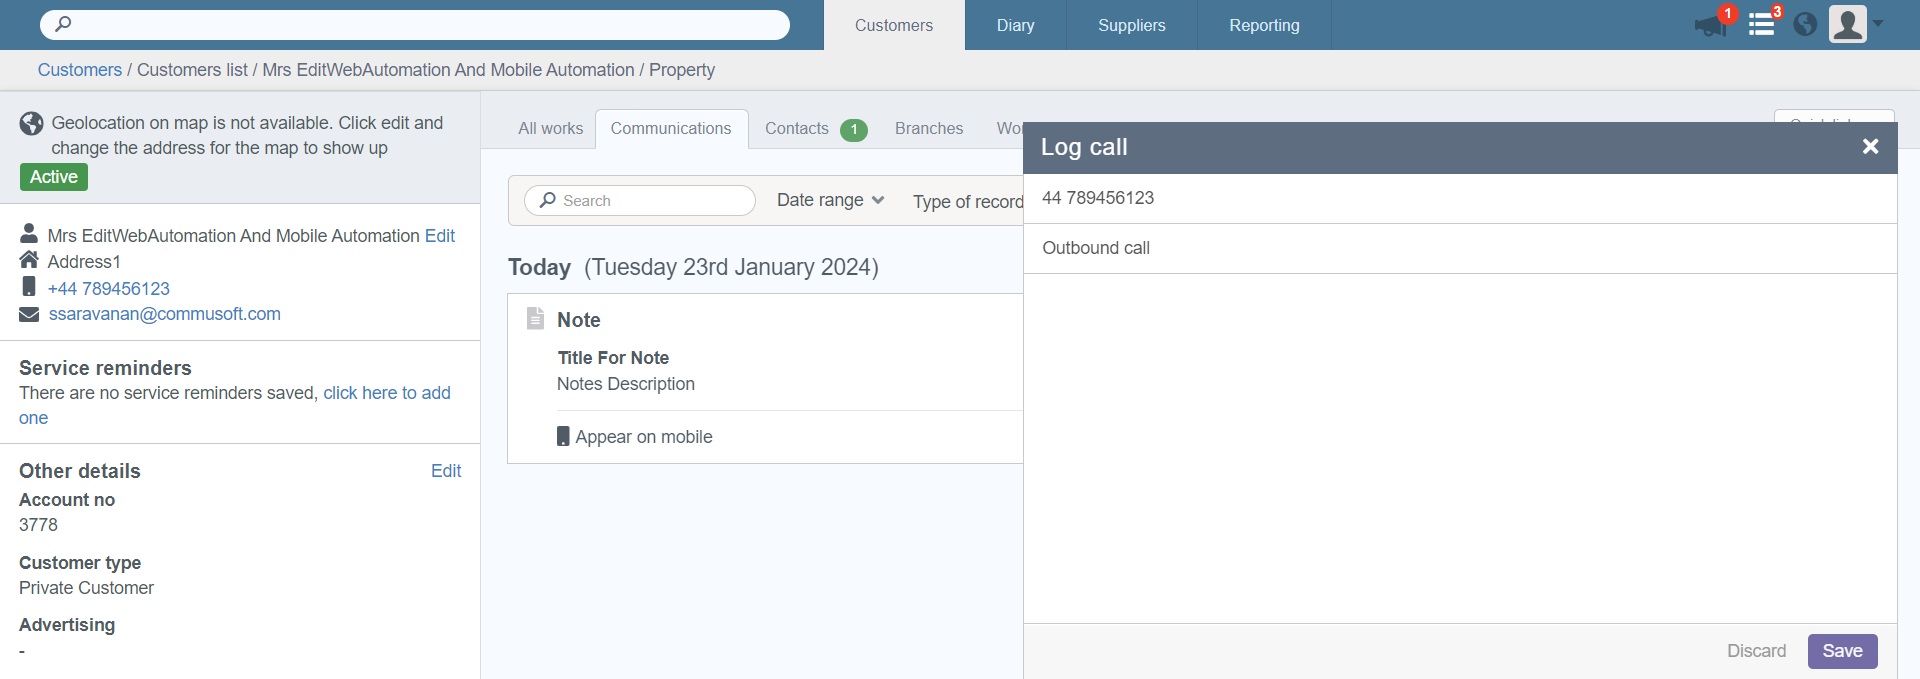 Customers
Diary
Suppliers
Reporting
1
3
Customers / Customers list / Mrs EditWebAutomation And Mobile Automation / Property
Geolocation on map is not available. Click edit and
change the address for the map to show up
Active
Mrs EditWebAutomation And Mobile Automation Edit
Address1
+44 789456123
ssaravanan@commusoft.com
Service reminders
There are no service reminders saved, click here to add
one
Other details
Edit
Account no
3778
Customer type
Private Customer
Advertising
-
All works
Communications
Contacts 1
Branches
Search
Date range
Type of record
Today (Tuesday 23rd January 2024)
Note
Title For Note
Notes Description
Appear on mobile
Log call
44 789456123
Outbound call
Discard
Save